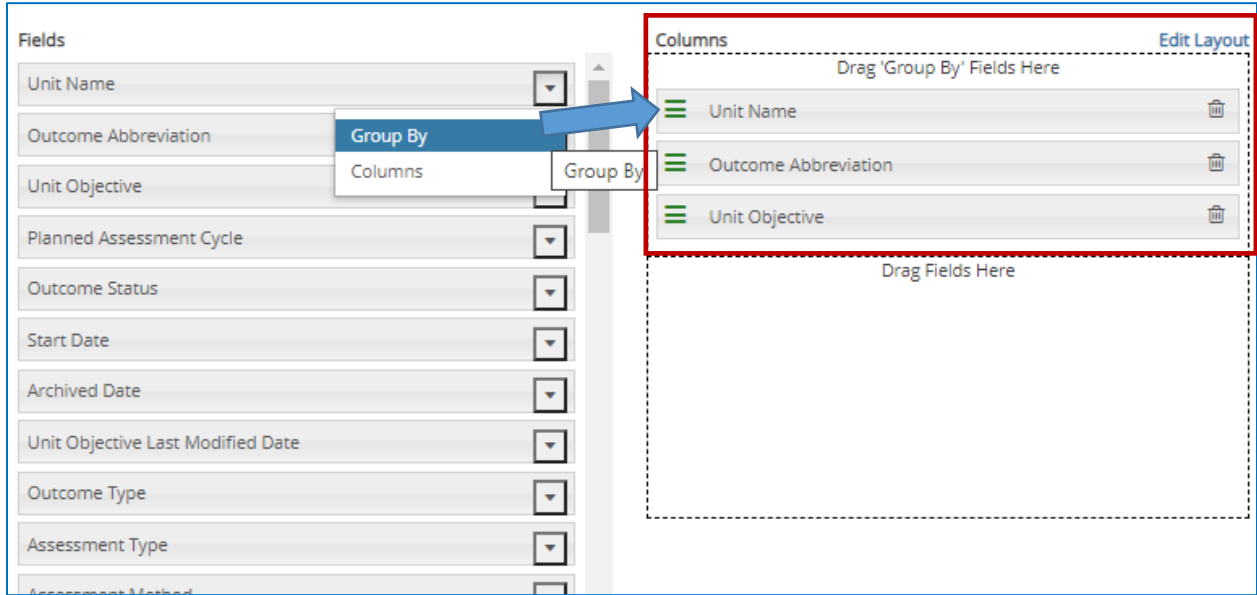 Fields
Unit Name
Outcome Abbreviation
Group By
Columns
Group By
Unit Objective
Planned Assessment Cycle
Outcome Status
Start Date
Archived Date
Unit Objective Last Modified Date
Outcome Type
Assessment Type
Assessment Method
Columns
Edit Layout
Drag 'Group By' Fields Here
Unit Name
Outcome Abbreviation
Unit Objective
Drag Fields Here